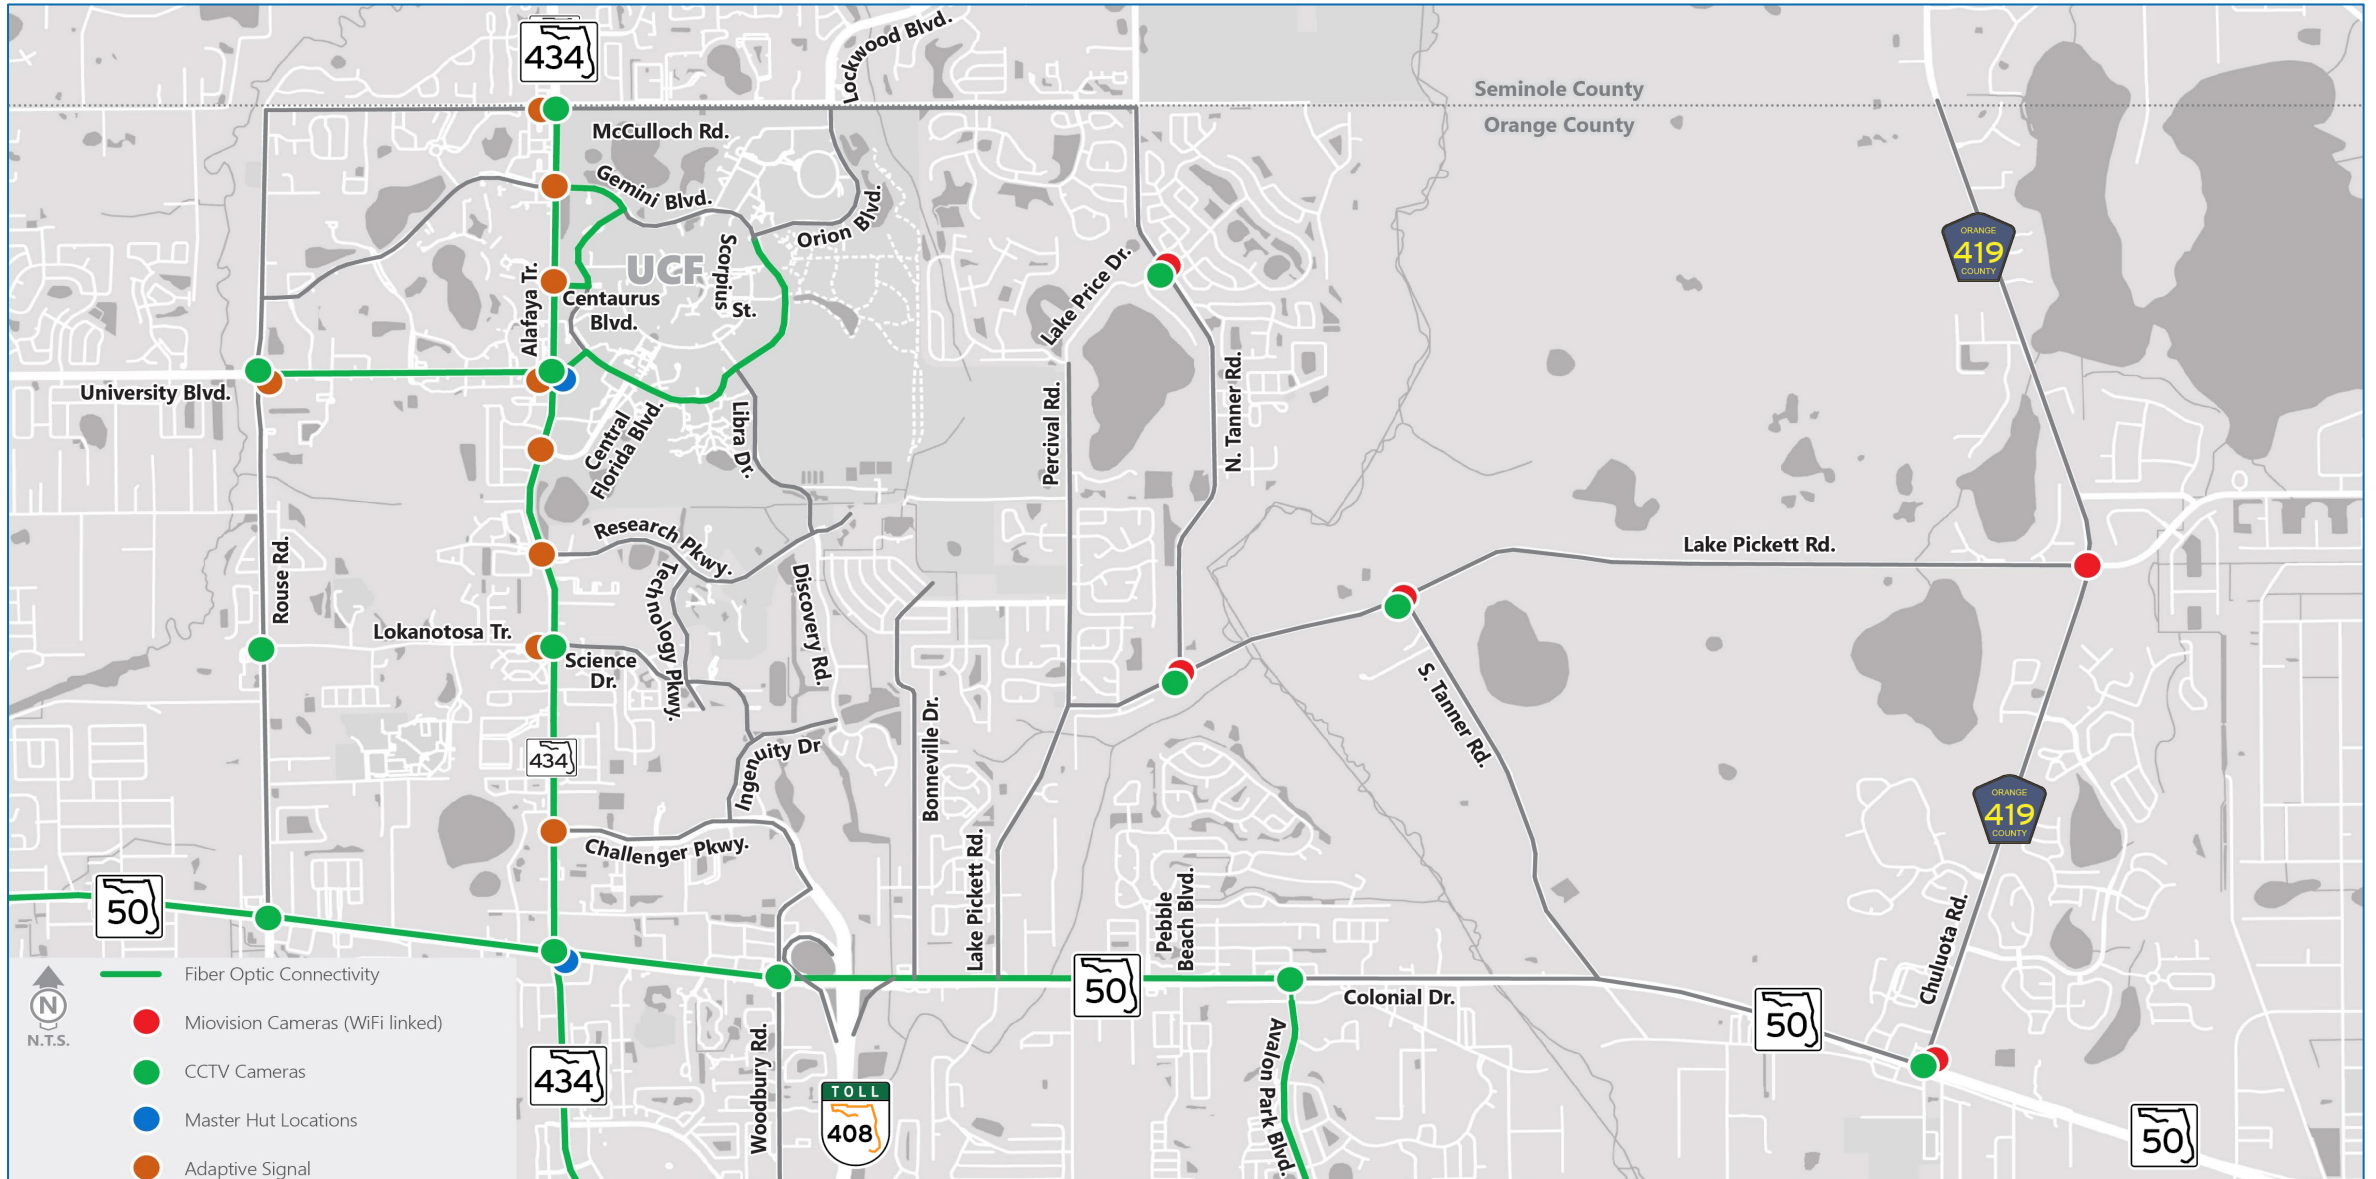 434
Lockwood Blvd.
Seminole County
Orange County
McCulloch Rd.
Gemini Blvd.
Orion Blvd.
Scorpius
St.
UCF
Centaurus
Blvd.
Alafaya Tr.
Lake Price Dr.
ORANGE
419
COUNTY
University Blvd.
Central
Florida Blvd.
Libra Dr.
Percival Rd.
N. Tanner Rd.
Research Pkwy.
Lake Pickett Rd.
Rouse Rd.
Technology Pkwy.
Discovery Rd.
Lokanotosa Tr.
Science
Dr.
S. Tanner Rd.
434
Ingenuity Dr
Bonneville Dr.
ORANGE
419
COUNTY
Challenger Pkwy.
Lake Pickett Rd.
Pebble
Beach Blvd.
Chuluota Rd.
50
50
Colonial Dr.
50
434
Woodbury Rd.
Avalon Park Blvd.
TOLL
408
50
N
N.T.S.
Fiber Optic Connectivity
Miovision Cameras (WiFi linked)
CCTV Cameras
Master Hut Locations
Adaptive Signal